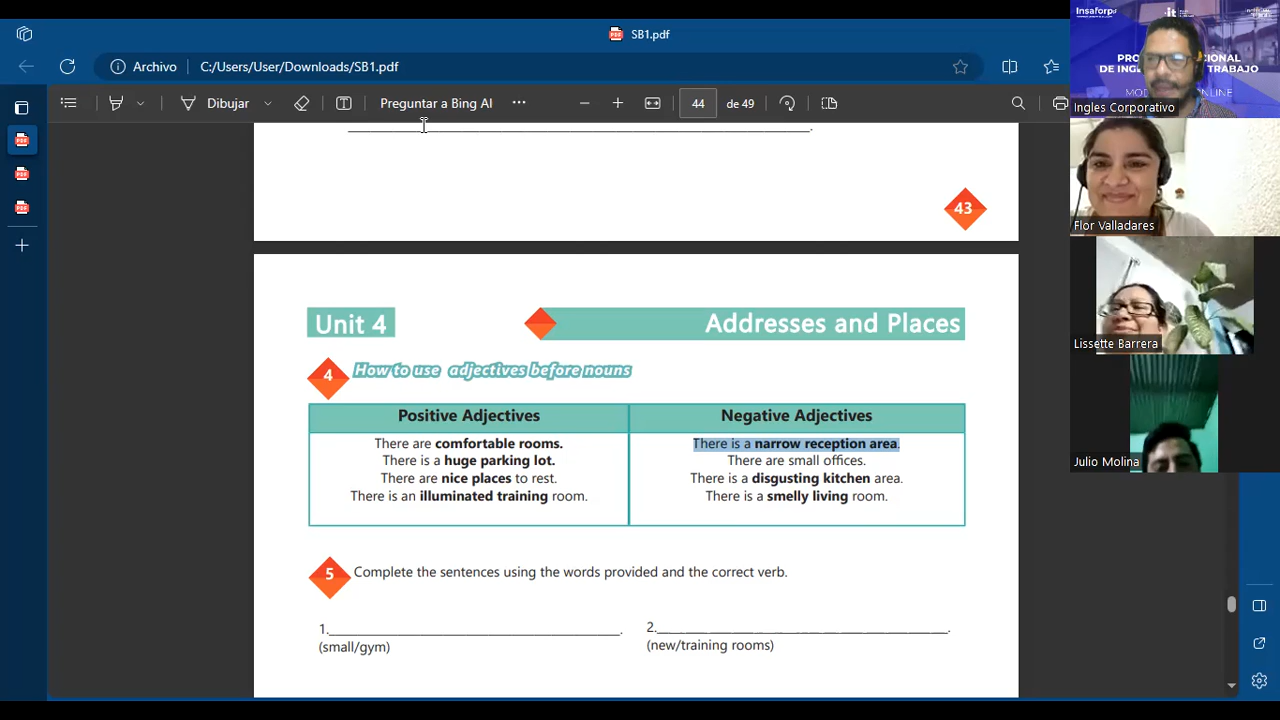 SB1.pdf
Archivo C:/Users/User/Downloads/SB1.pdf
Dibujar Preguntar a Bing AI 44 de 49
43
Unit 4 Addresses and Places
4 How to use adjectives before nouns
Positive Adjectives Negative Adjectives
There are comfortable rooms. There is a narrow reception area.
There is a huge parking lot. There are small offices.
There are nice places to rest. There is a disgusting kitchen area.
There is an illuminated training room. There is a smelly living room.
5 Complete the sentences using the words provided and the correct verb.
1. 2.
(small/gym) (new/training rooms)
Insaforp
.it
DE INGL TRABAJO
Ingles Corporativo
Flor Valladares
Lissette Barrera
Julio Molina